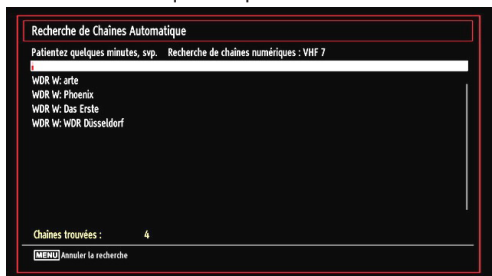 Recherche de Chaînes Automatique
Patientez quelques minutes, svp. Recherche de chaînes numériques : VHF 7
WDR W: arte
WDR W: Phoenix
WDR W: Das Erste
WDR W: WDR Düsseldorf
Chaînes trouvées : 4
MENU Annuler la recherche